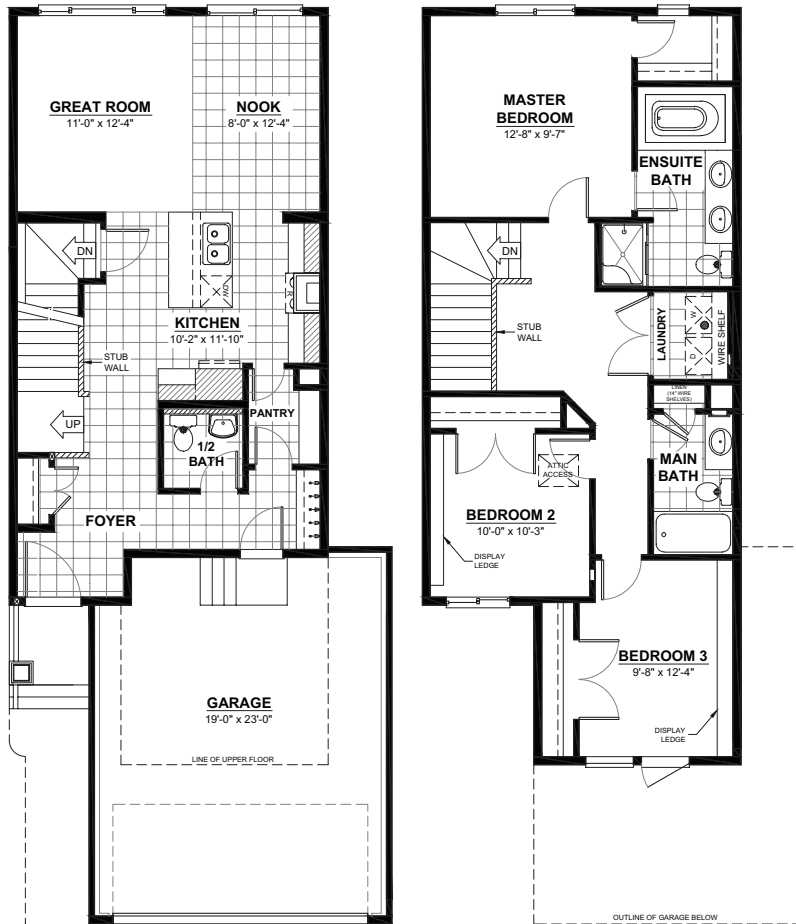 GREAT ROOM
11'-0" x 12'-4"
NOOK
8'-0" x 12'-4"
DN
DW
R
KITCHEN
10'-2" x 11'-10"
STUB
WALL
PANTRY
UP
1/2
BATH
FOYER
GARAGE
19'-0" x 23'-0"
LINE OF UPPER FLOOR
MASTER
BEDROOM
12'-8" x 9'-7"
ENSUITE
BATH
DN
STUB
WALL
LAUNDRY
W
D
WIRE SHELF
LINEN
(14" WIRE
SHELVES)
MAIN
BATH
ATTIC
ACCESS
BEDROOM 2
10'-0" x 10'-3"
DISPLAY
LEDGE
BEDROOM 3
9'-8" x 12'-4"
DISPLAY
LEDGE
OUTLINE OF GARAGE BELOW